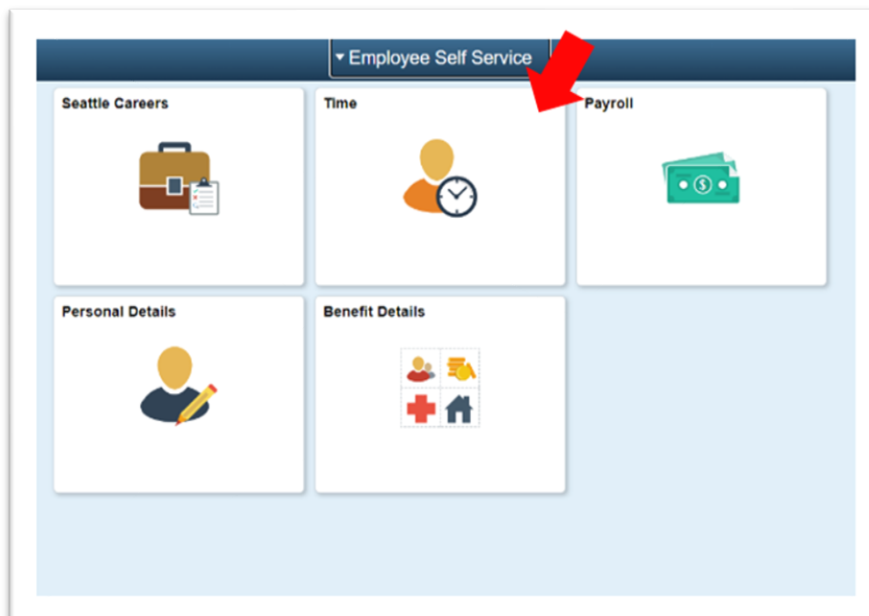 Employee Self Service
Seattle Careers
Time
Payroll
$
Personal Details
Benefit Details